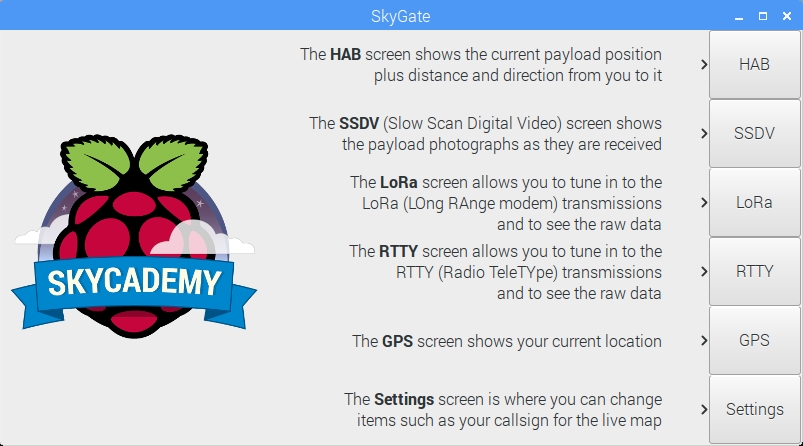 SkyGate
The HAB screen shows the current payload position
plus distance and direction from you to it
HAB
The SSDV (Slow Scan Digital Video) screen shows
the payload photographs as they are received
SSDV
The LoRa screen allows you to tune in to the
LoRa (LOng RAnge modem) transmissions
and to see the raw data
LoRa
The RTTY screen allows you to tune in to the
RTTY (Radio TeleTYpe) transmissions
and to see the raw data
RTTY
SKYCADEMY
The GPS screen shows your current location
GPS
The Settings screen is where you can change
items such as your callsign for the live map
Settings